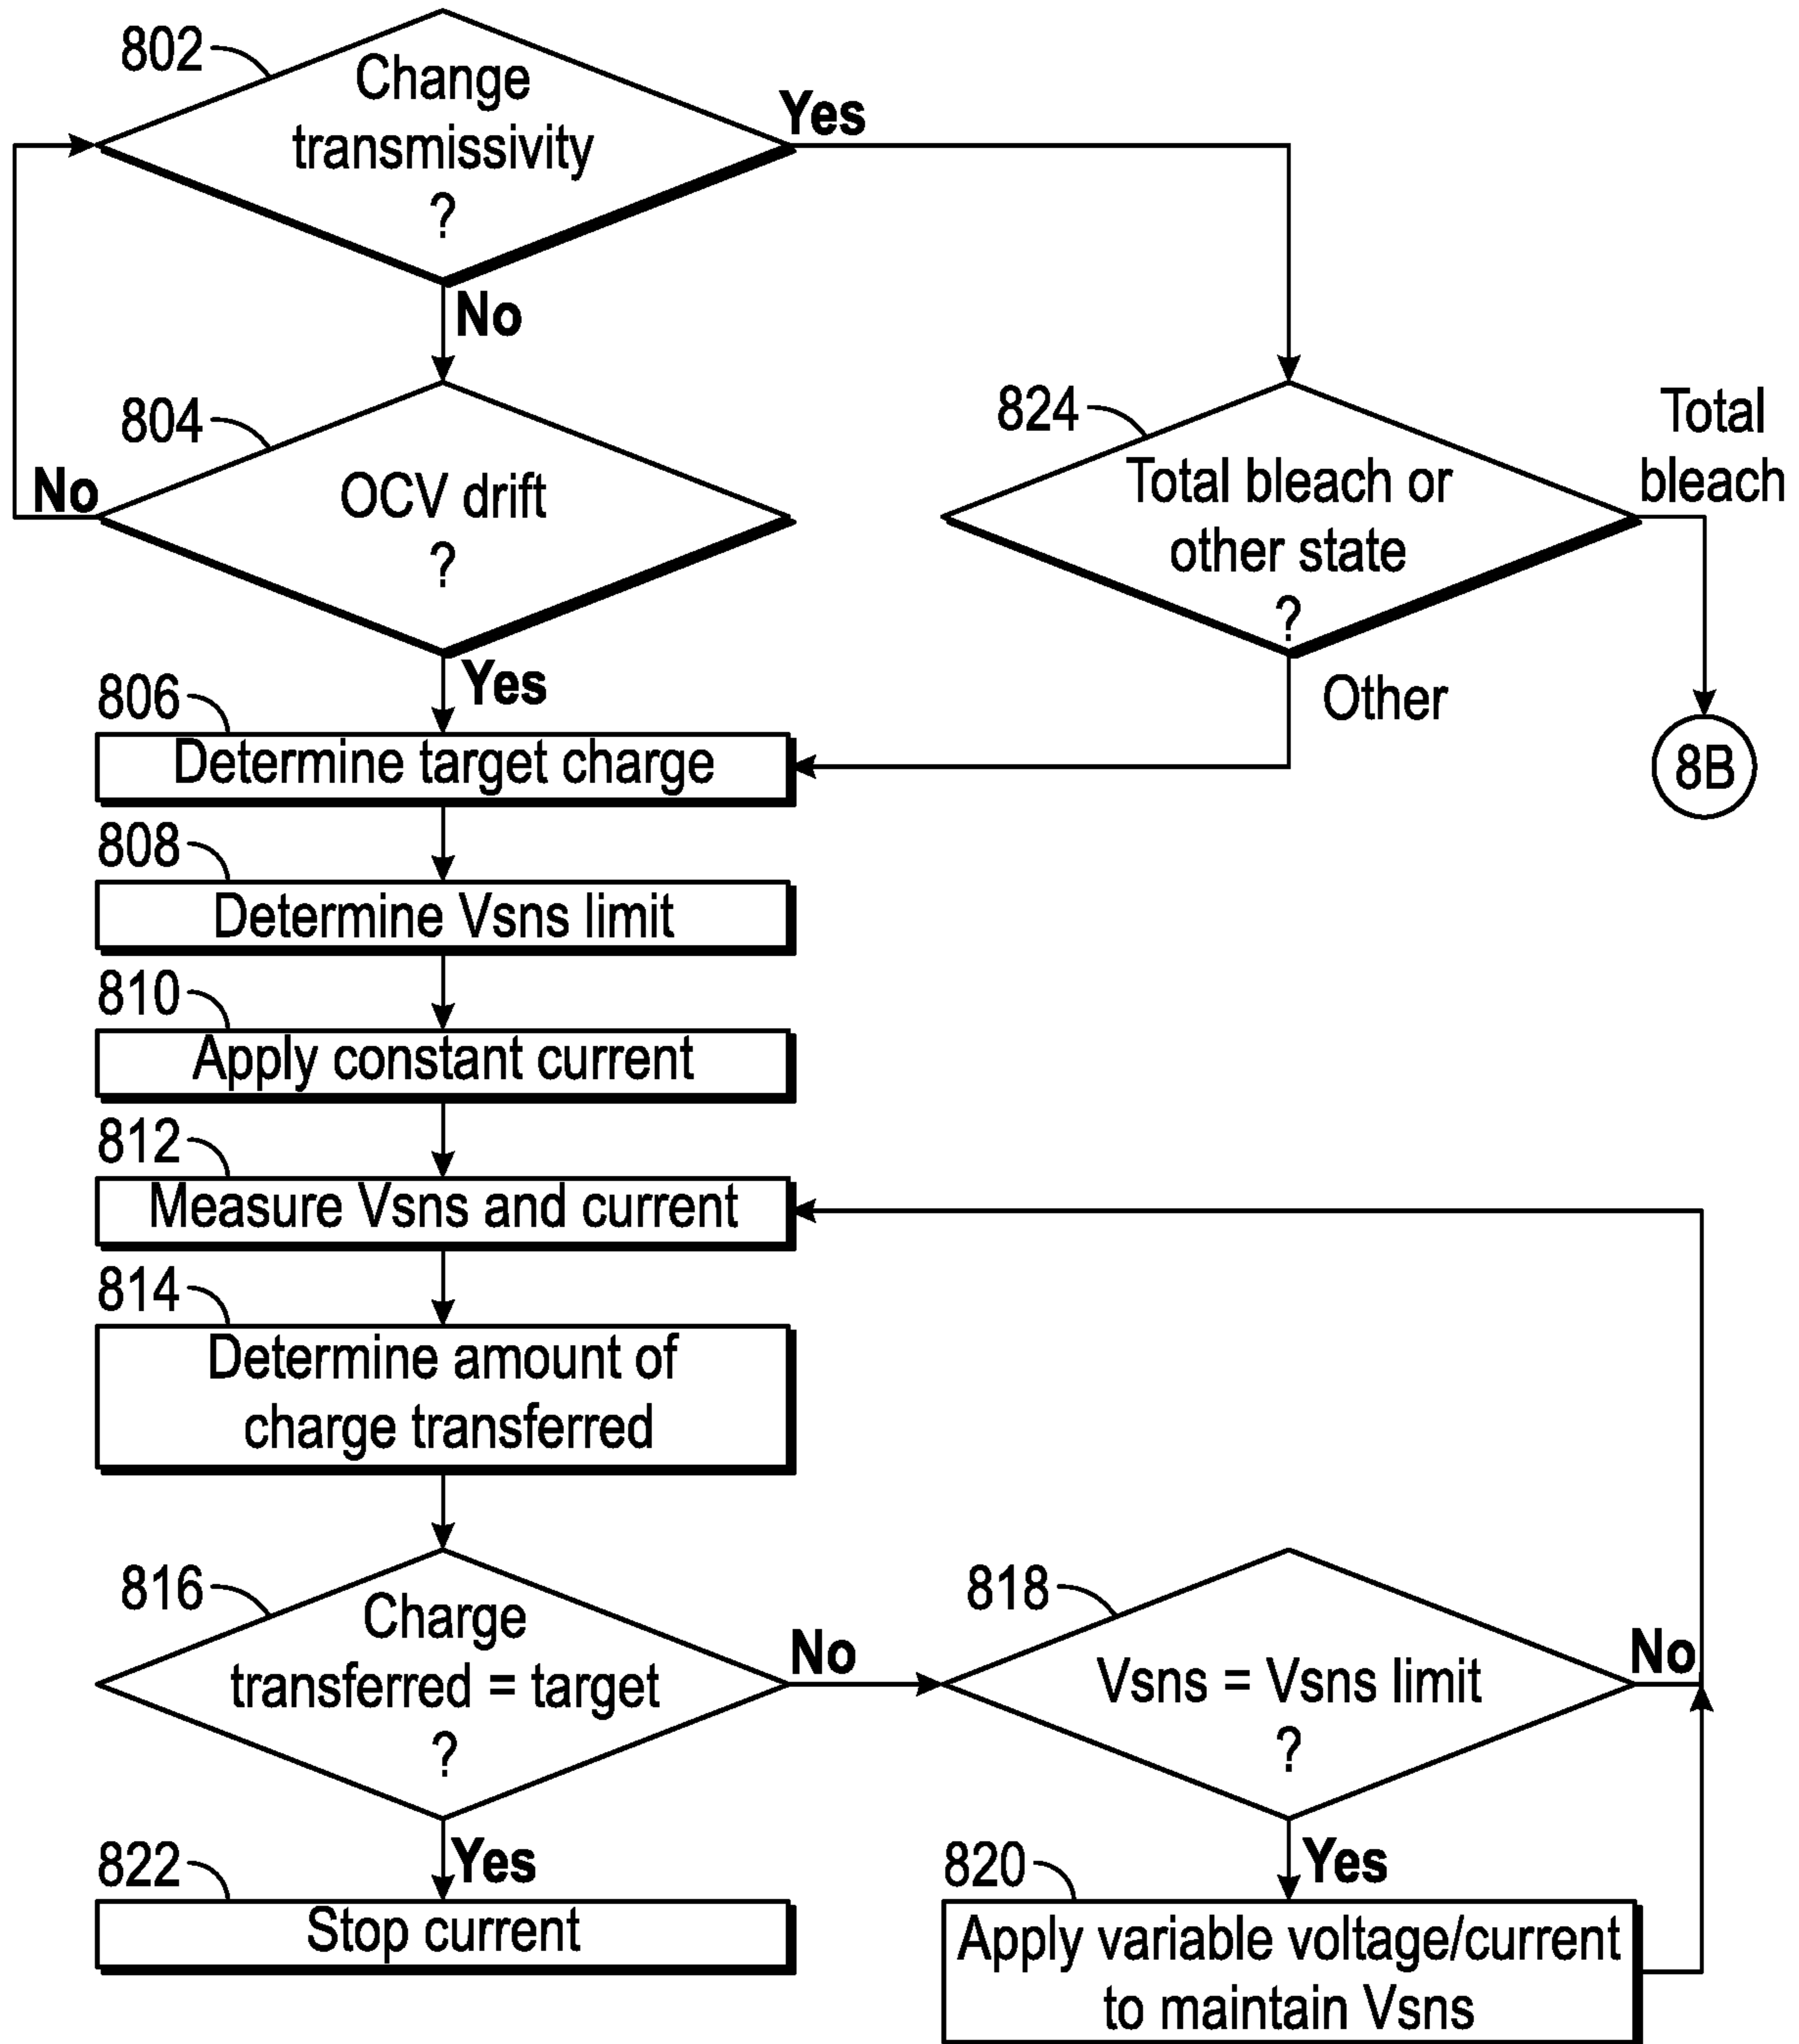 802
Change
transmissivity
?
Yes
No
804
OCV drift
?
No
Yes
824
Total bleach or
other state
?
Total
bleach
Other
8B
806
Determine target charge
808
Determine Vsns limit
810
Apply constant current
812
Measure Vsns and current
814
Determine amount of
charge transferred
816
Charge
transferred = target
?
No
818
Vsns = Vsns limit
?
No
Yes
822
Stop current
Yes
820
Apply variable voltage/current
to maintain Vsns